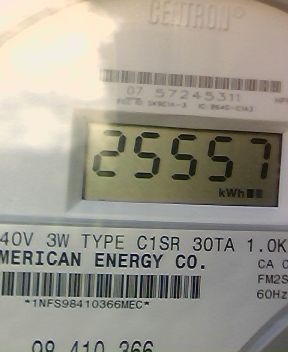 CENTRON®
07 57245311
25557
kWh
40V 3W TYPE C1SR 30TA 1.0K
MERICAN ENERGY CO.
CA 0
FM2S
60Hz
*1NFS98410366MEC*
98 410 366